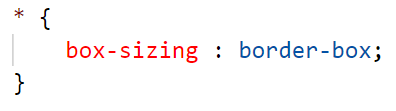 * {
    box-sizing : border-box;
}